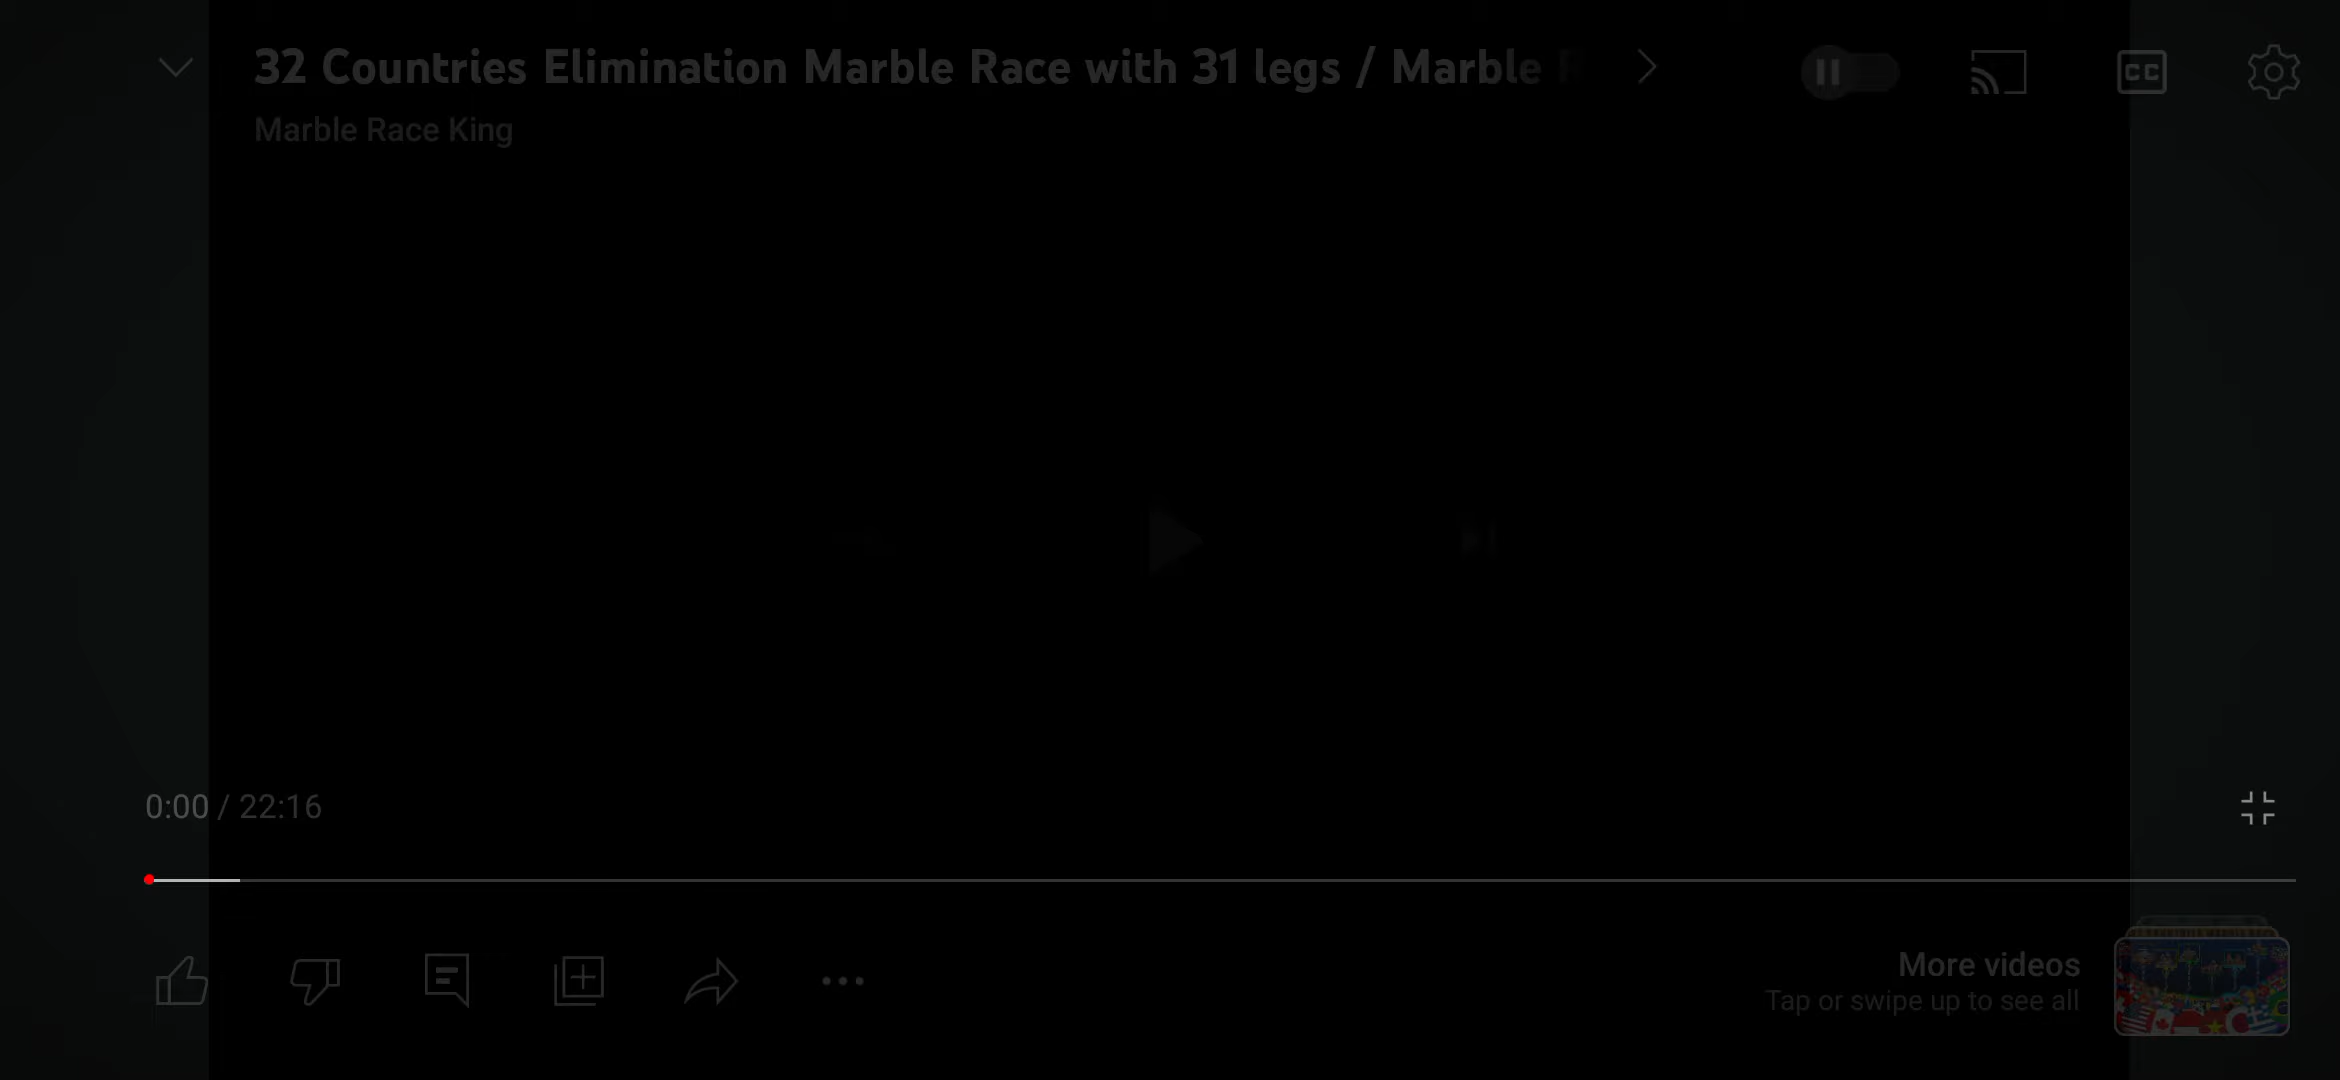 32 Countries Elimination Marble Race with 31 legs / Marble
Marble Race King
CC
0:00 / 22:16
More videos
Tap or swipe up to see all